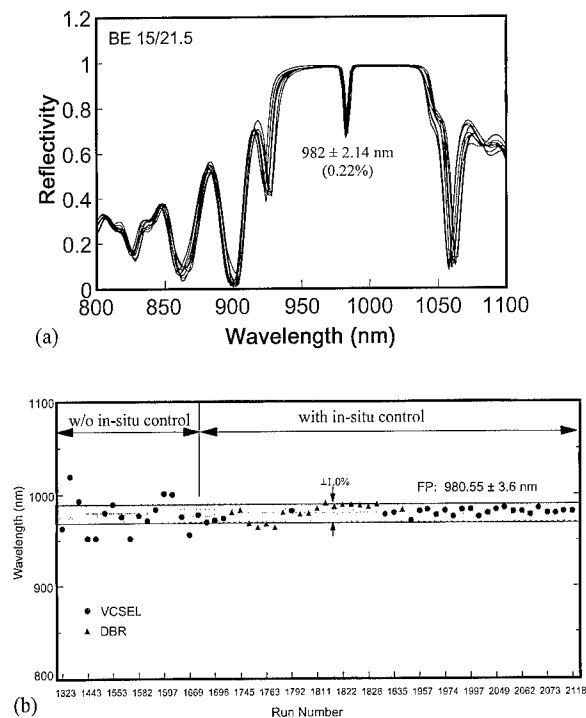 BE 15/21.5
1.2
1
0.8
0.6
0.4
0.2
0
Reflectivity
982 ± 2.14 nm
(0.22%)
800 850 900 950 1000 1050 1100
Wavelength (nm)
(a)
1100
1000
900
800
Wavelength (nm)
w/o in-situ control
with in-situ control
±1.0%
FP: 980.55 ± 3.6 nm
VCSEL
DBR
1323 1443 1553 1582 1597 1669 1696 1745 1763 1792 1811 1822 1828 1635 1957 1974 1997 2049 2062 2073 2118
Run Number
(b)